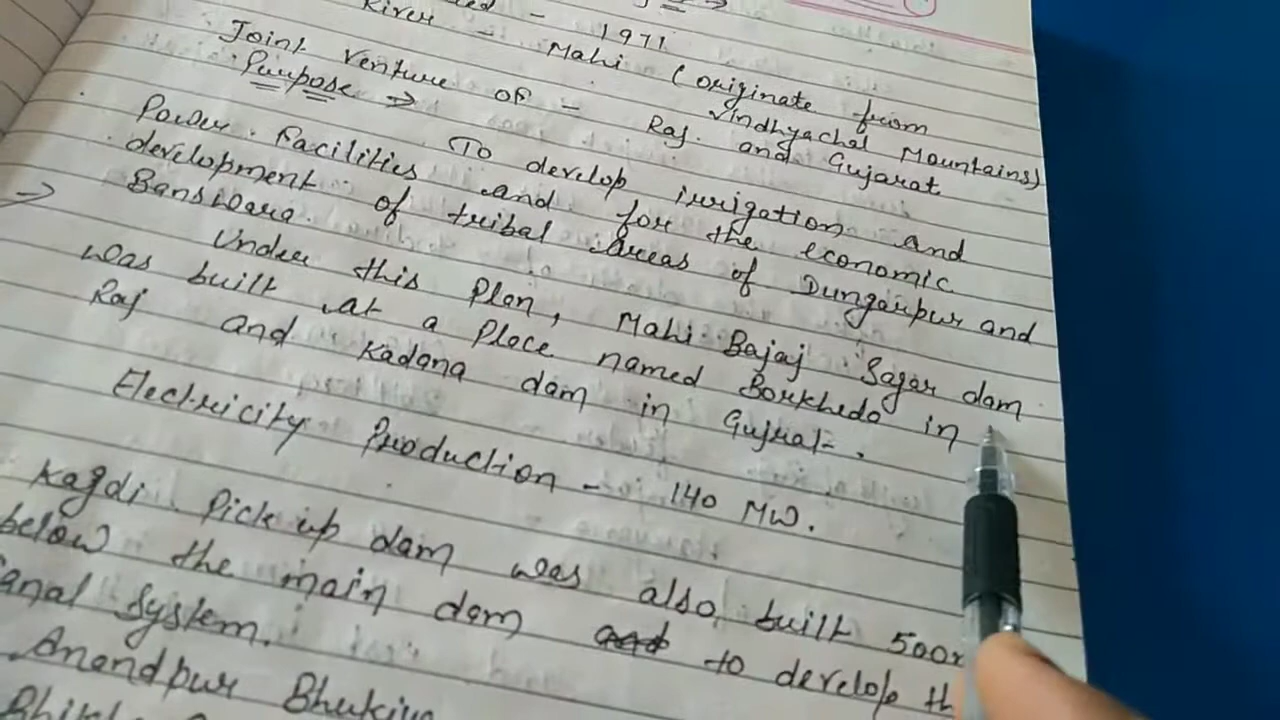 1971
River - Mahi (originate from
Vindhyachal Mountains)
Joint Venture of - Raj. and Gujarat
Purpose →
To develop irrigation and
Power Facilities and for the economic
development of tribal areas of Dungarpur and
Banswara.
→ Under this Plan, Mahi Bajaj Sagar dam
was built at a Place named Borkheda in
Raj and Kadana dam in Gujrat.
Electricity Production - 140 MW.
Kagdi Pick up dam was also built 500
below the main dam to develop th
System.
Anandpur Bhukiya